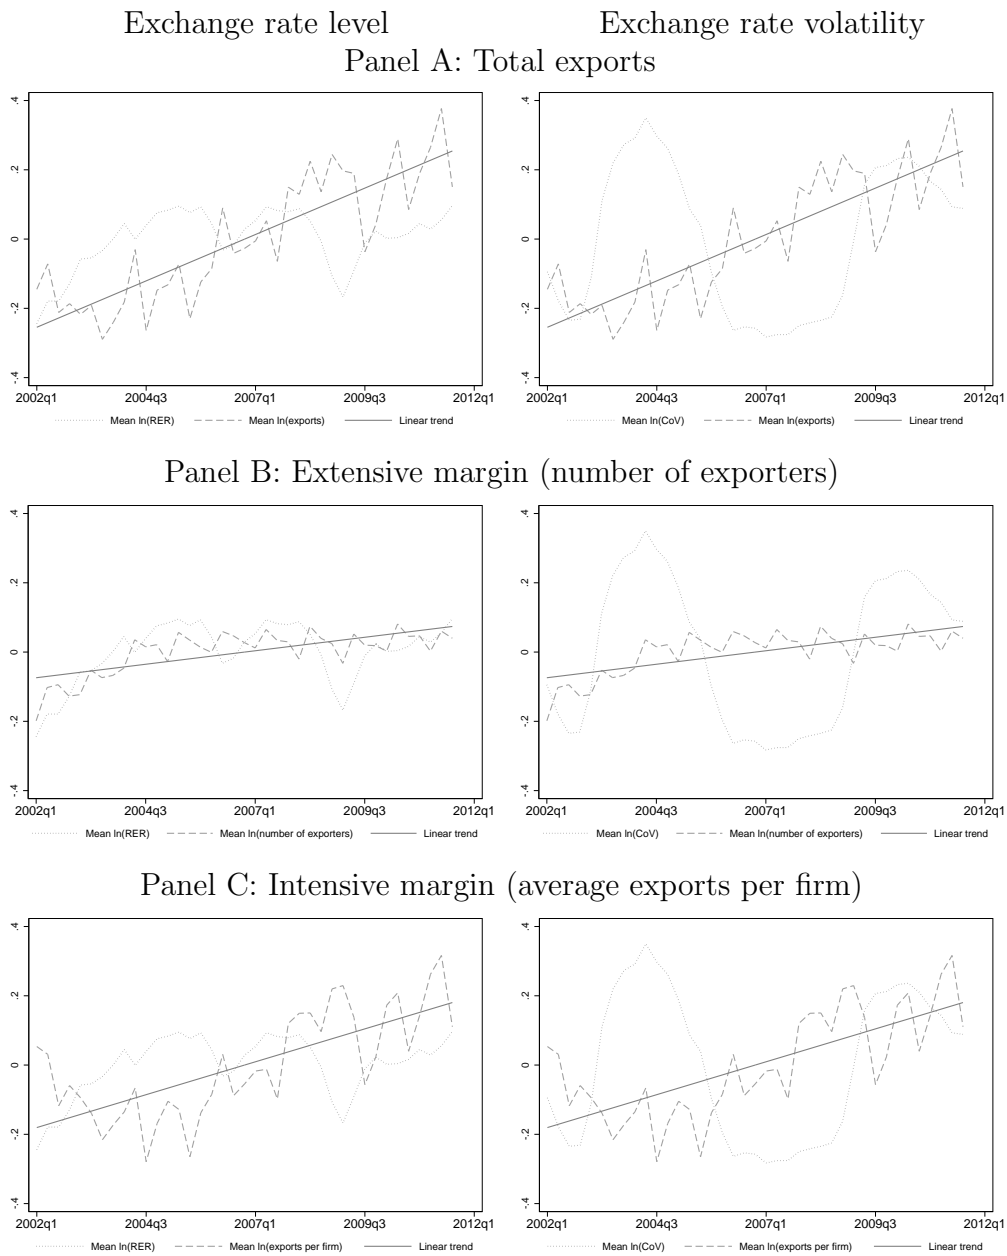 Exchange rate level Exchange rate volatility
Panel A: Total exports
.4 .2 0 -.2 -.4
2002q1 2004q3 2007q1 2009q3 2012q1
Mean ln(RER) Mean ln(exports) Linear trend
.4 .2 0 -.2 -.4
2002q1 2004q3 2007q1 2009q3 2012q1
Mean ln(CoV) Mean ln(exports) Linear trend
Panel B: Extensive margin (number of exporters)
.4 .2 0 -.2 -.4
2002q1 2004q3 2007q1 2009q3 2012q1
Mean ln(RER) Mean ln(number of exporters) Linear trend
.4 .2 0 -.2 -.4
2002q1 2004q3 2007q1 2009q3 2012q1
Mean ln(CoV) Mean ln(number of exporters) Linear trend
Panel C: Intensive margin (average exports per firm)
.4 .2 0 -.2 -.4
2002q1 2004q3 2007q1 2009q3 2012q1
Mean ln(RER) Mean ln(exports per firm) Linear trend
.4 .2 0 -.2 -.4
2002q1 2004q3 2007q1 2009q3 2012q1
Mean ln(CoV) Mean ln(exports per firm) Linear trend